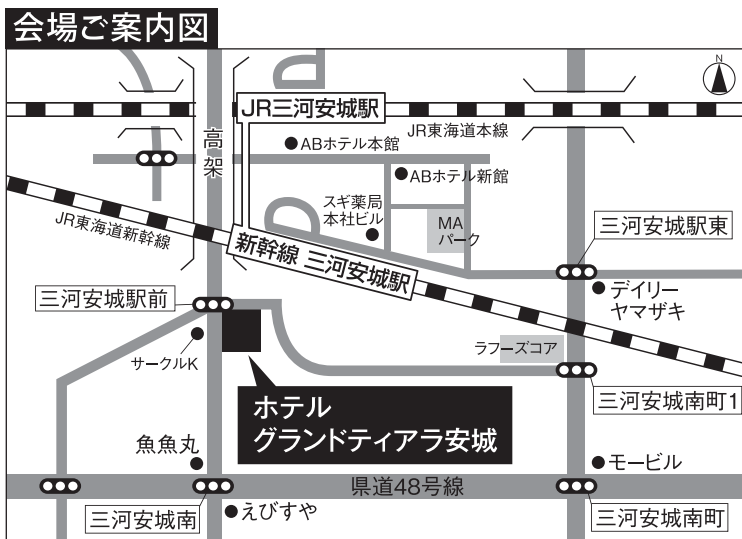 会場ご案内図
N
JR三河安城駅
JR東海道本線
高架
ABホテル本館
ABホテル新館
スギ薬局
本社ビル
MA
パーク
JR東海道新幹線
新幹線 三河安城駅
三河安城駅東
デイリー
ヤマザキ
三河安城駅前
サークルK
ラフーズコア
三河安城南町1
ホテル
グランドティアラ安城
魚魚丸
モービル
県道48号線
三河安城南
えびすや
三河安城南町